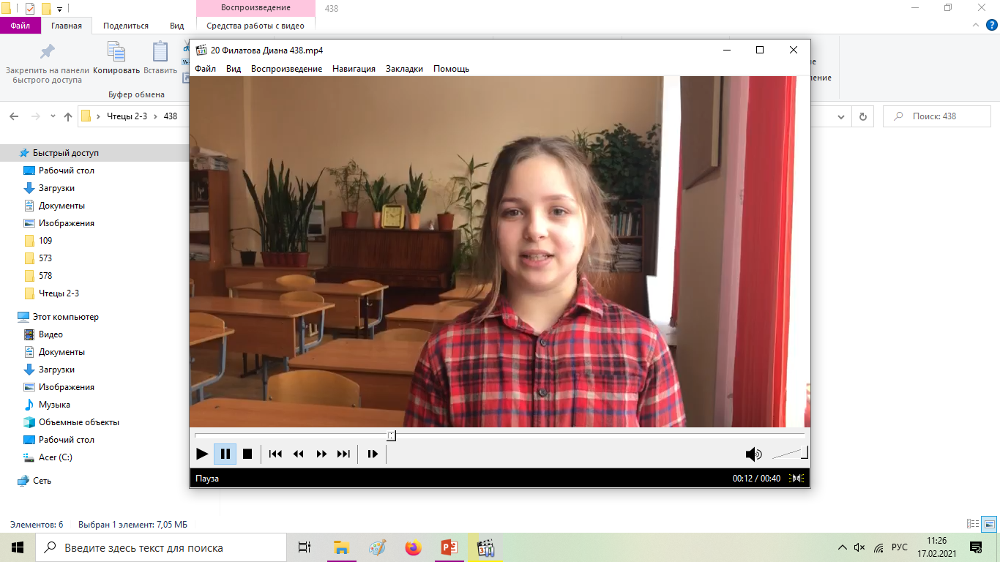 Воспроизведение
438
Файл
Главная
Поделиться
Вид
Средства работы с видео
Закрепить на панели
быстрого доступа
Копировать
Вставить
Буфер обмена
Чтецы 2-3
438
Поиск: 438
20 Филатова Диана 438.mp4
Файл
Вид
Воспроизведение
Навигация
Закладки
Помощь
Быстрый доступ
Рабочий стол
Загрузки
Документы
Изображения
109
573
578
Чтецы 2-3
Этот компьютер
Видео
Документы
Загрузки
Изображения
Музыка
Объемные объекты
Рабочий стол
Acer (C:)
Сеть
Пауза
00:12 / 00:40
Элементов: 6
Выбран 1 элемент: 7,05 МБ
Введите здесь текст для поиска
РУС
11:26
17.02.2021